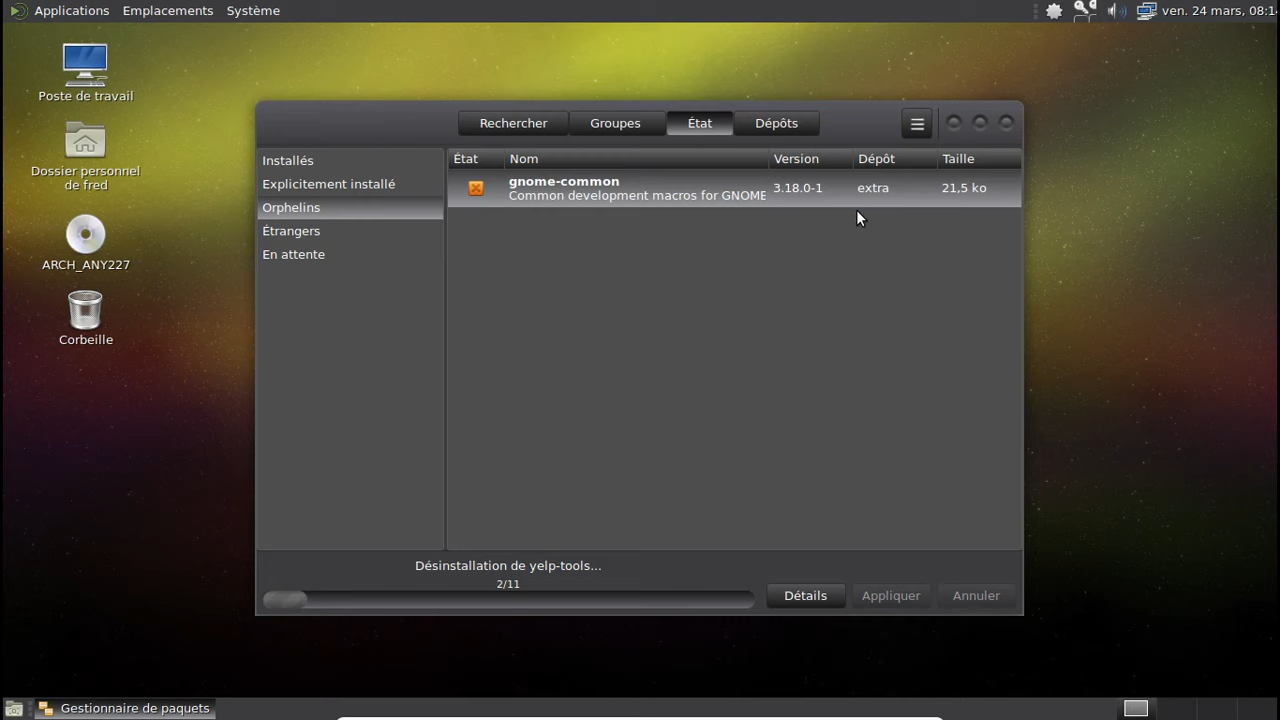 Applications Emplacements Système
ven. 24 mars, 08:1
Poste de travail
Dossier personnel
de fred
ARCH_ANY227
Corbeille
Rechercher Groupes État Dépôts
Installés
Explicitement installé
Orphelins
Étrangers
En attente
État Nom Version Dépôt Taille
gnome-common
Common development macros for GNOME
3.18.0-1 extra 21,5 ko
Désinstallation de yelp-tools...
2/11
Détails Appliquer Annuler
Gestionnaire de paquets